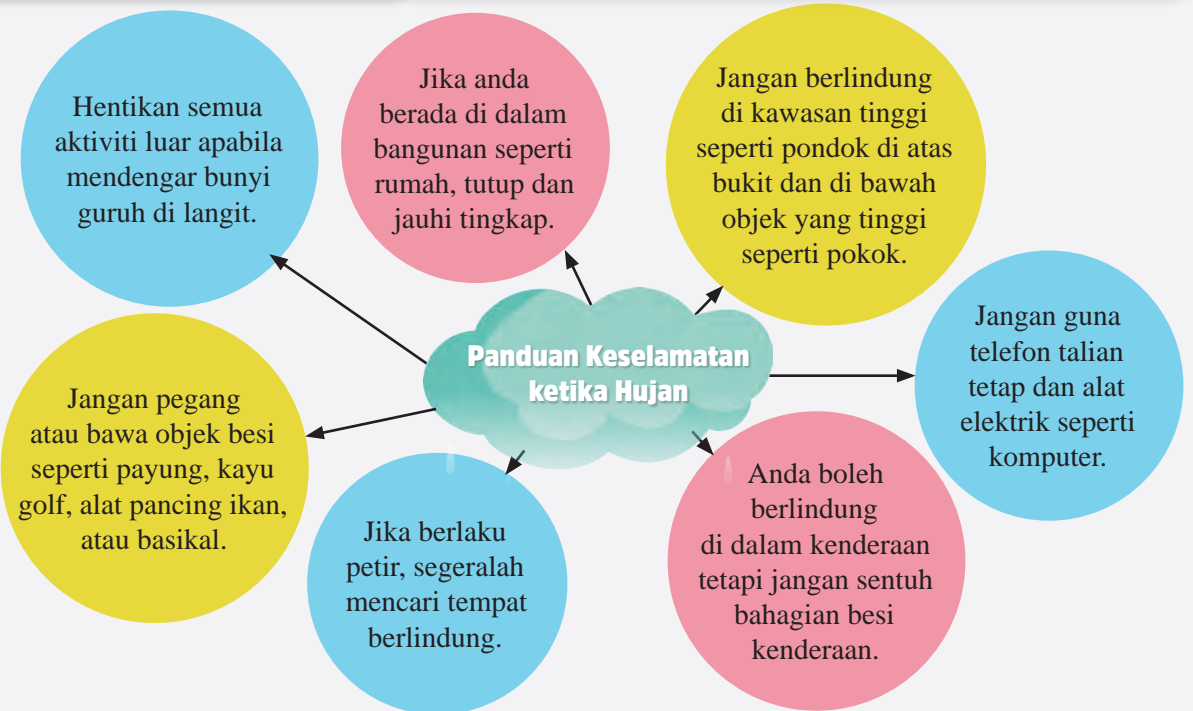 Hentikan semua
aktiviti luar apabila
mendengar bunyi
guruh di langit.
Jika anda
berada di dalam
bangunan seperti
rumah, tutup dan
jauhi tingkap.
Jangan berlindung
di kawasan tinggi
seperti pondok di atas
bukit dan di bawah
objek yang tinggi
seperti pokok.
Panduan Keselamatan
ketika Hujan
Jangan guna
telefon talian
tetap dan alat
elektrik seperti
komputer.
Jangan pegang
atau bawa objek besi
seperti payung, kayu
golf, alat pancing ikan,
atau basikal.
Jika berlaku
petir, segeralah
mencari tempat
berlindung.
Anda boleh
berlindung
di dalam kenderaan
tetapi jangan sentuh
bahagian besi
kenderaan.